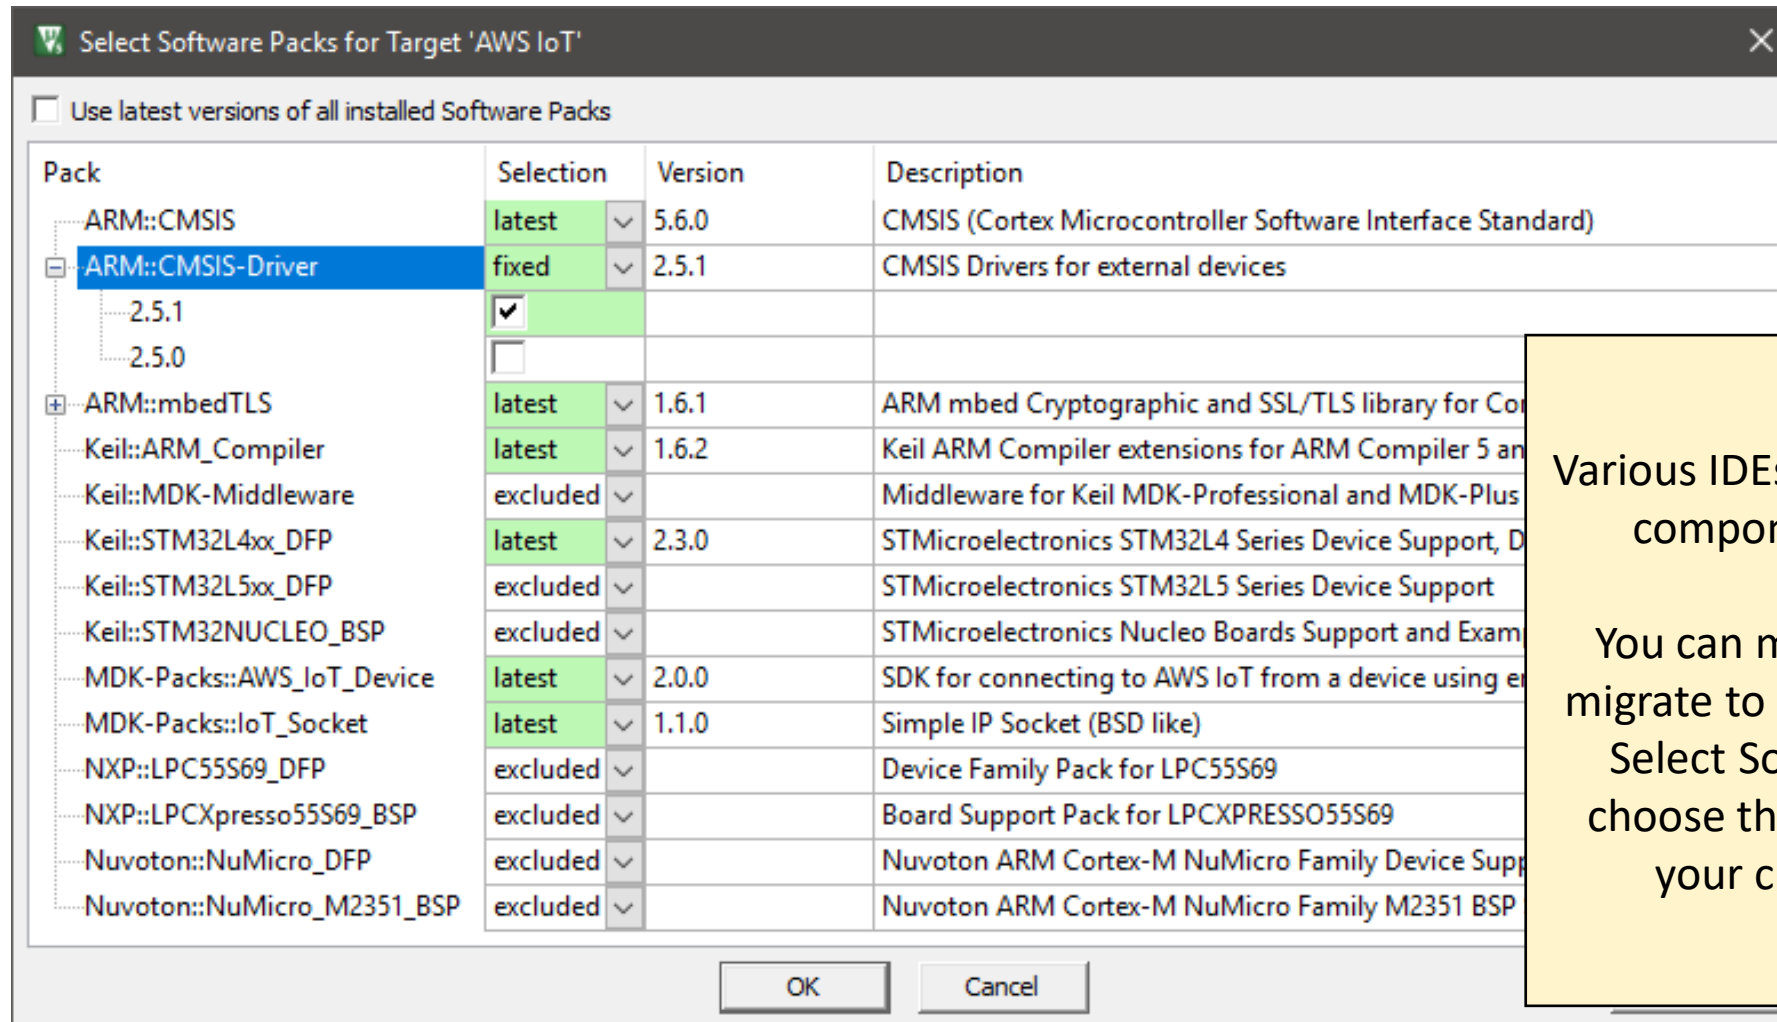 Select Software Packs for Target 'AWS IoT'
Use latest versions of all installed Software Packs
Pack Selection Version Description
ARM::CMSIS latest 5.6.0 CMSIS (Cortex Microcontroller Software Interface Standard)
ARM::CMSIS-Driver fixed 2.5.1 CMSIS Drivers for external devices
2.5.1
2.5.0
ARM::mbedTLS latest 1.6.1 ARM mbed Cryptographic and SSL/TLS library for
Keil::ARM_Compiler latest 1.6.2 Keil ARM Compiler extensions for ARM Compiler 5
Keil::MDK-Middleware excluded Middleware for Keil MDK-Professional and MDK-Plus
Keil::STM32L4xx_DFP latest 2.3.0 STMicroelectronics STM32L4 Series Device Support,
Keil::STM32L5xx_DFP excluded STMicroelectronics STM32L5 Series Device Support
Keil::STM32NUCLEO_BSP excluded STMicroelectronics Nucleo Boards Support and
MDK-Packs::AWS_IoT_Device latest 2.0.0 SDK for connecting to AWS IoT from a device using
MDK-Packs::IoT_Socket latest 1.1.0 Simple IP Socket (BSD like)
NXP::LPC55S69_DFP excluded Device Family Pack for LPC55S69
NXP::LPCXpresso55S69_BSP excluded Board Support Pack for LPCXPRESSO55S69
Nuvoton::NuMicro_DFP excluded Nuvoton ARM Cortex-M NuMicro Family Device
Nuvoton::NuMicro_M2351_BSP excluded Nuvoton ARM Cortex-M NuMicro Family M2351 BSP
OK Cancel
Various
You can
migrate to
Select
choose
your